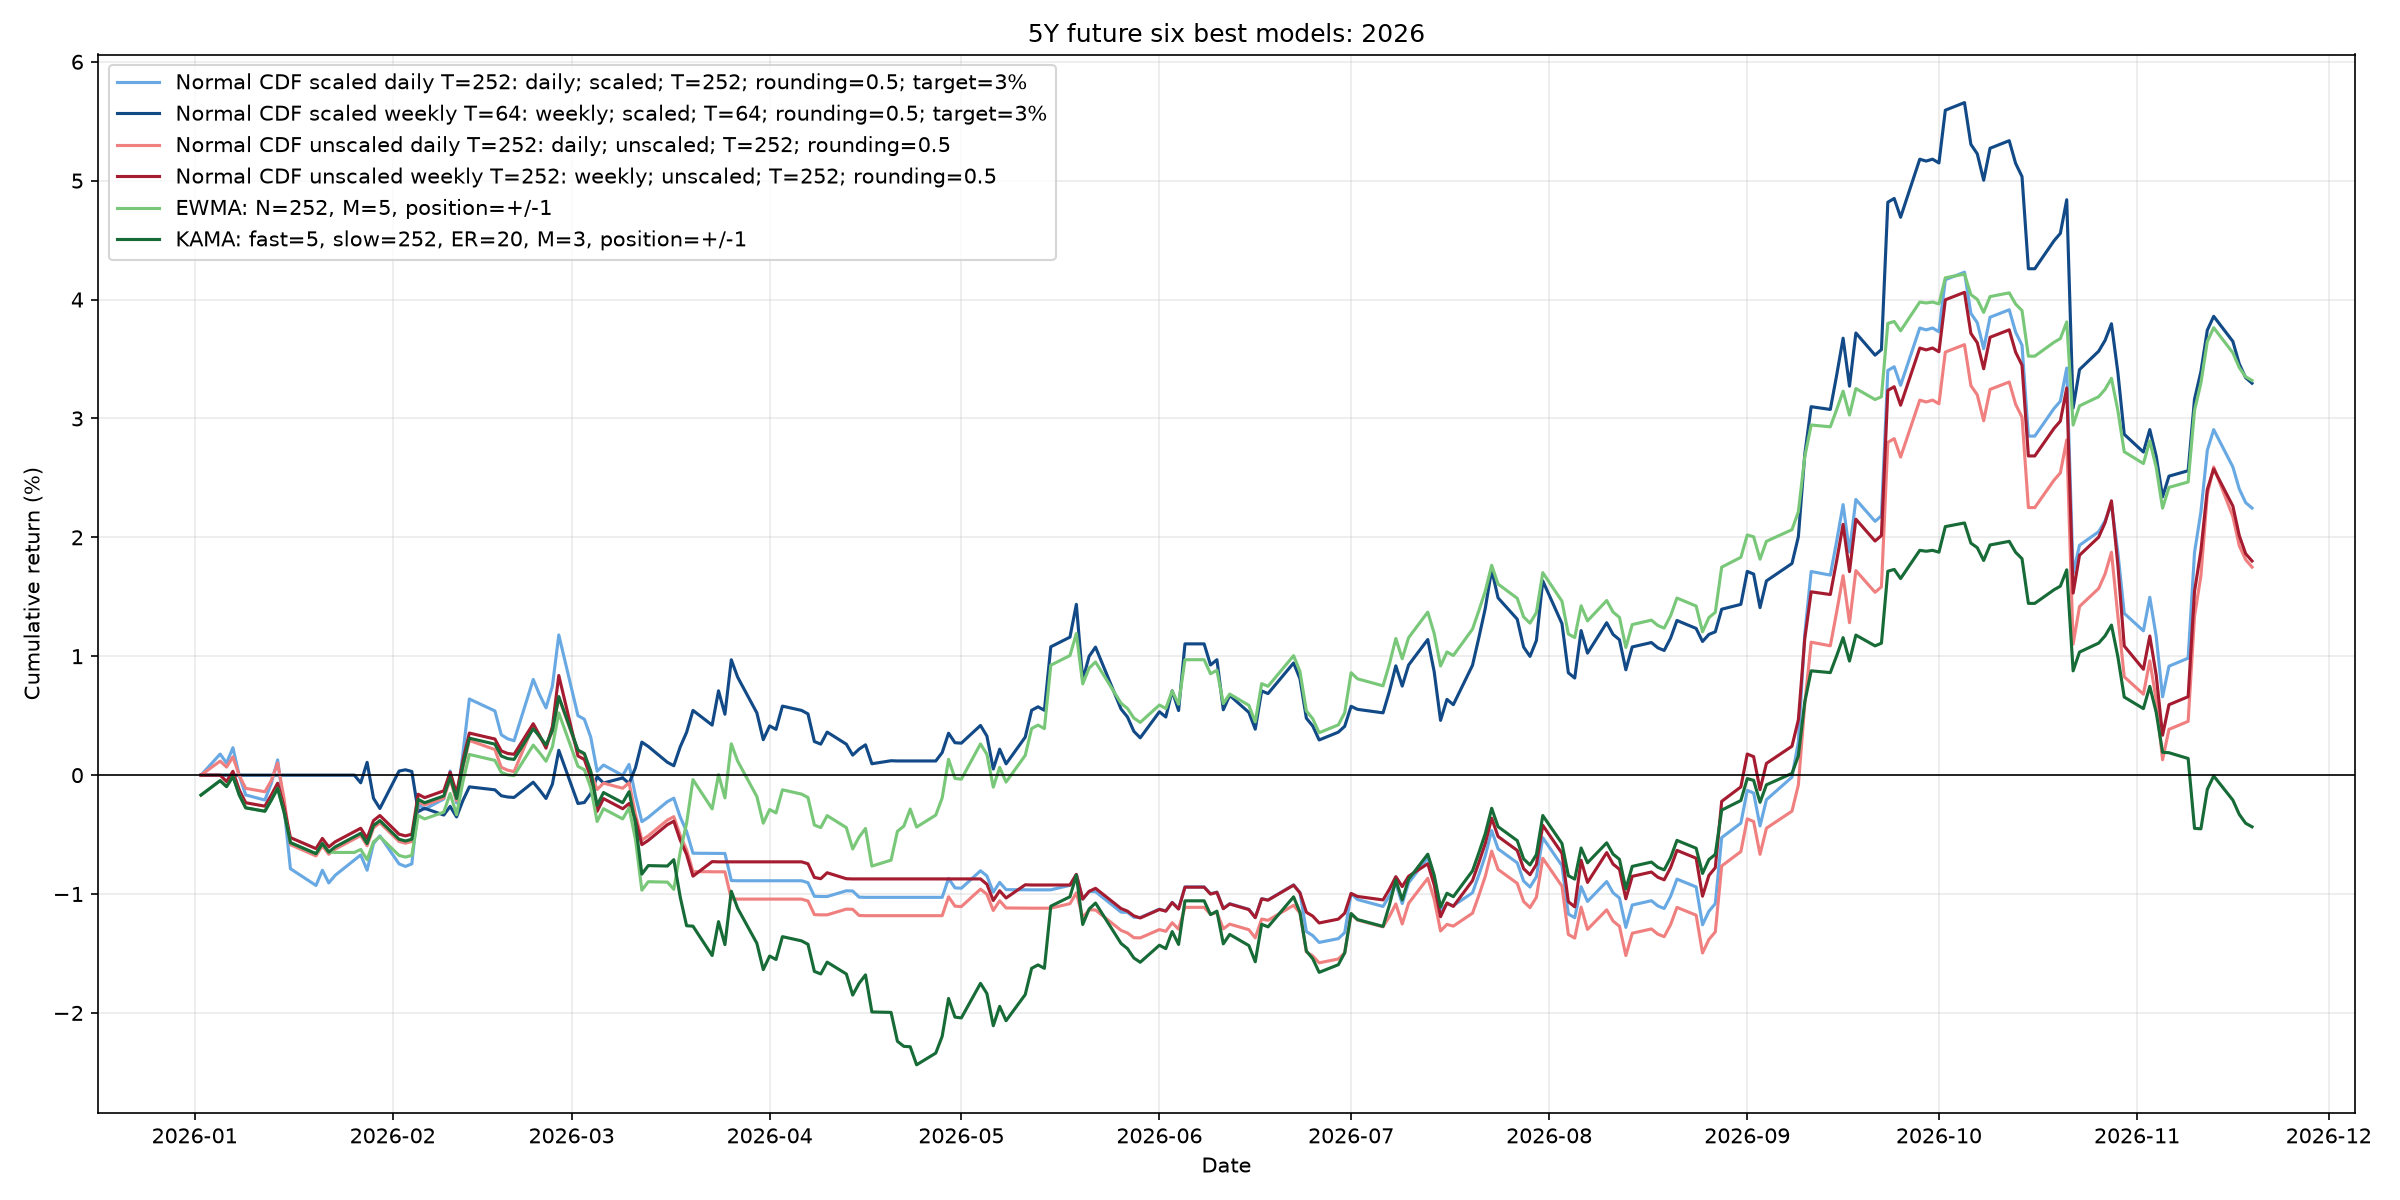 5Y future six best models: 2026
Normal CDF scaled daily T=252: daily; scaled; T=252; rounding=0.5; target=3%
Normal CDF scaled weekly T=64: weekly; scaled; T=64; rounding=0.5; target=3%
Normal CDF unscaled daily T=252: daily; unscaled; T=252; rounding=0.5
Normal CDF unscaled weekly T=252: weekly; unscaled; T=252; rounding=0.5
EWMA: N=252, M=5, position=+/-1
KAMA: fast=5, slow=252, ER=20, M=3, position=+/-1
Cumulative return (%)
6
5
4
3
2
1
0
−1
−2
2026-01 2026-02 2026-03 2026-04 2026-05 2026-06 2026-07 2026-08 2026-09 2026-10 2026-11 2026-12
Date